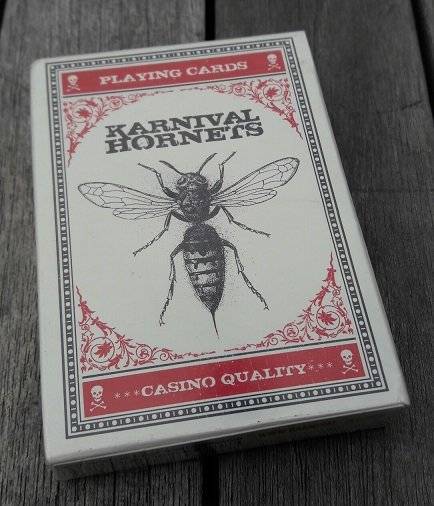 PLAYING CARDS
KARNIVAL
HORNETS
***CASINO QUALITY***